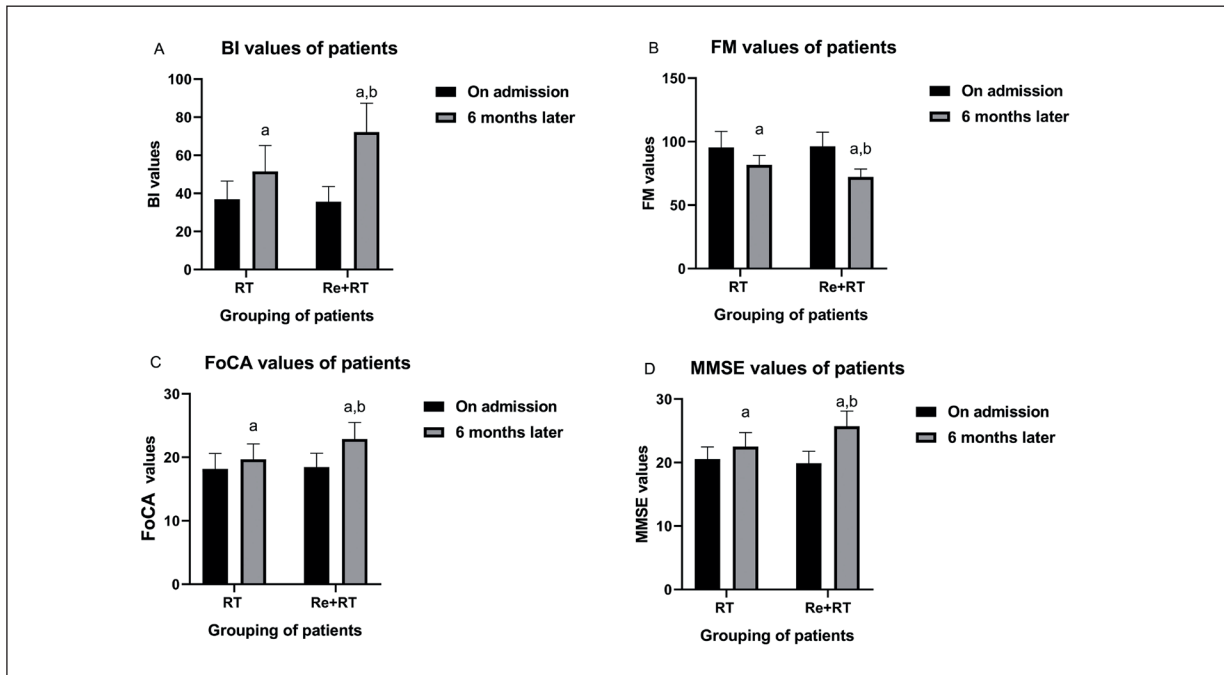 A BI values of patients
100
80
60
40
20
0
BI values
a
a,b
RT
Re+RT
Grouping of patients
On admission
6 months later
B FM values of patients
150
100
50
0
FM values
a
a,b
RT
Re+RT
Grouping of patients
On admission
6 months later
C FoCA values of patients
30
20
10
0
FoCA values
a
a,b
RT
Re+RT
Grouping of patients
On admission
6 months later
D MMSE values of patients
30
20
10
0
MMSE values
a
a,b
RT
Re+RT
Grouping of patients
On admission
6 months later